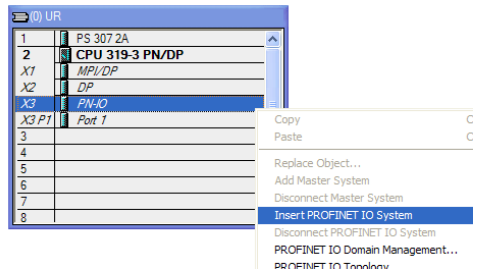 (0) UR
1 PS 307 2A
2 CPU 319-3 PN/DP
X1 MPI/DP
X2 DP
X3 PN-IO
X3 P1 Port 1
3
4
5
6
7
8
Copy C
Paste C
Replace Object...
Add Master System
Disconnect Master System
Insert PROFINET IO System
Disconnect PROFINET IO System
PROFINET IO Domain Management...
PROFINET IO Topology